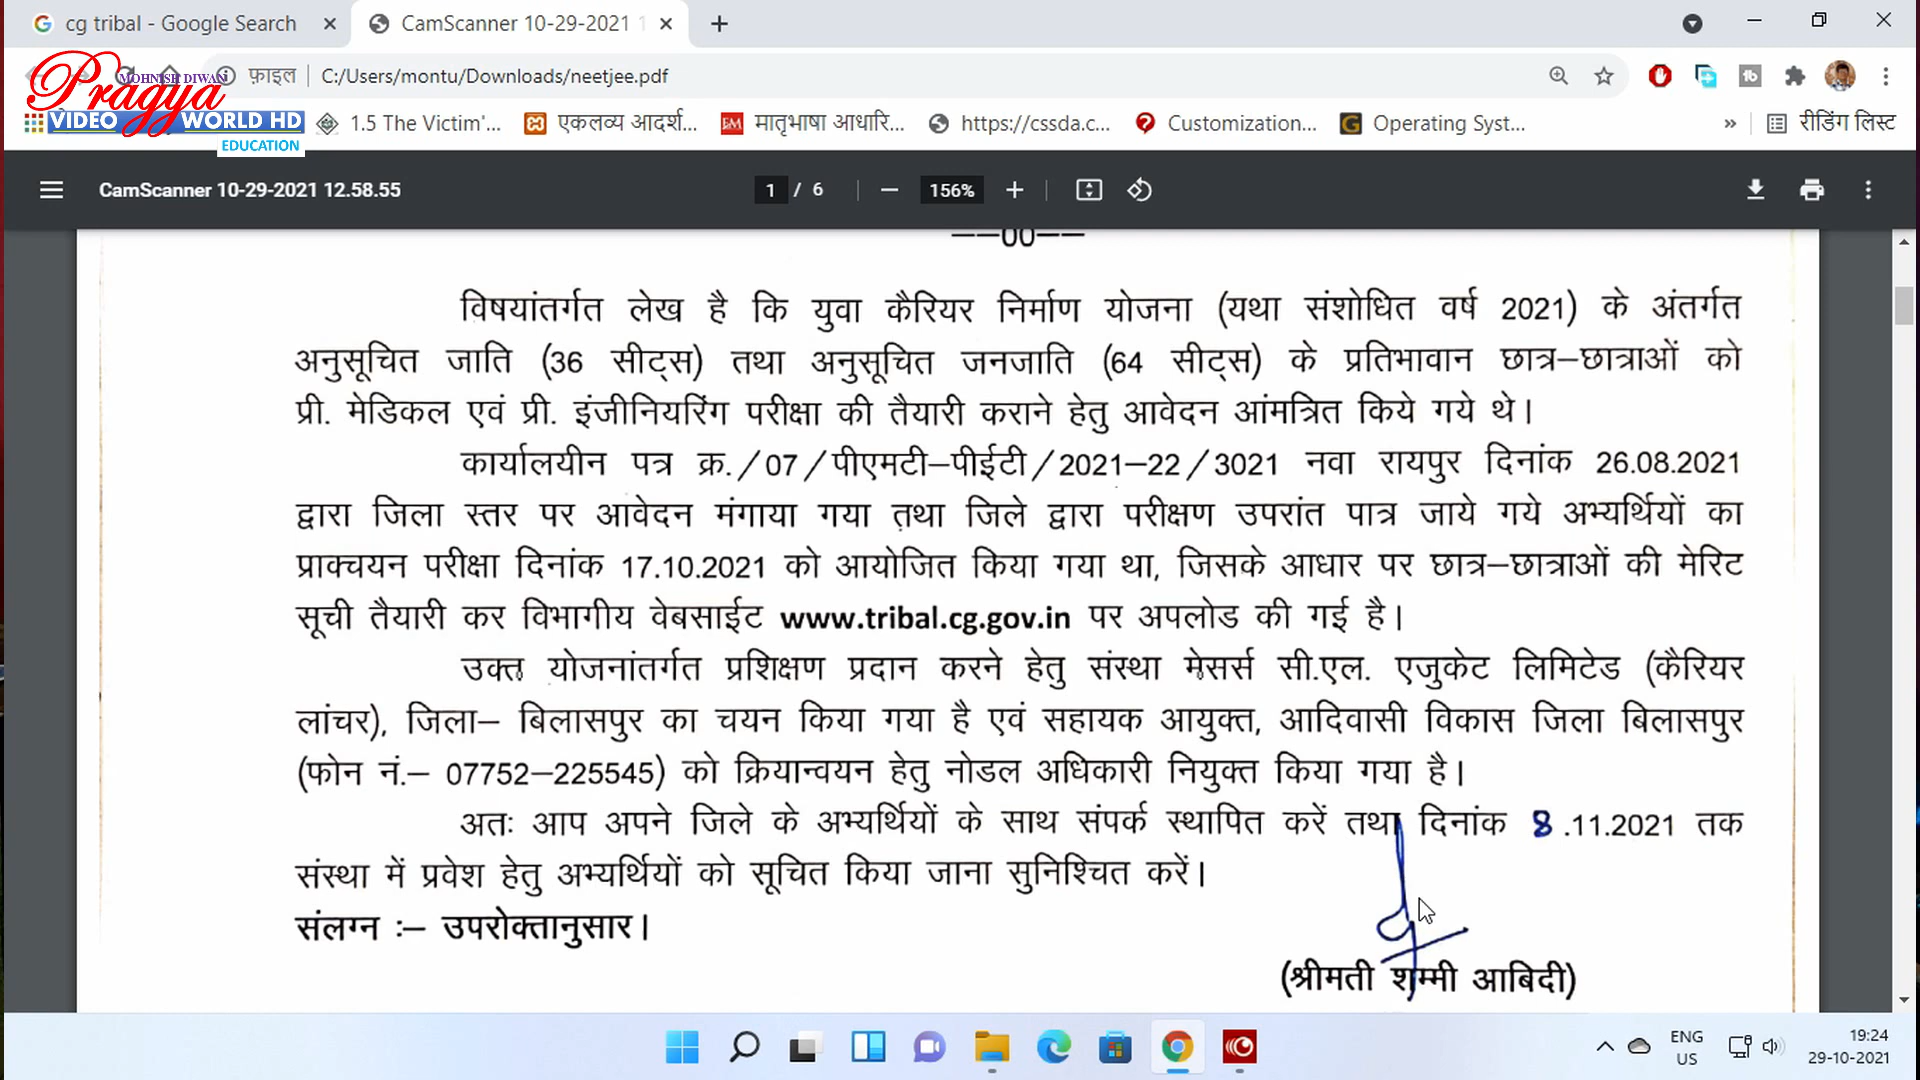 cg tribal - Google Search
CamScanner 10-29-2021 1
फ़ाइल C:/Users/montu/Downloads/neetjee.pdf
MOHNISH DIWAN
Pragya
VIDEO WORLD HD
EDUCATION
1.5 The Victim'...
एकलव्य आदर्श...
मातृभाषा आधारि...
https://cssda.c...
Customization...
Operating Syst...
»
रीडिंग लिस्ट
CamScanner 10-29-2021 12.58.55
1 / 6
156%
——00——
विषयांतर्गत लेख है कि युवा कैरियर निर्माण योजना (यथा संशोधित वर्ष 2021) के अंतर्गत
अनुसूचित जाति (36 सीट्स) तथा अनुसूचित जनजाति (64 सीट्स) के प्रतिभावान छात्र–छात्राओं को
प्री. मेडिकल एवं प्री. इंजीनियरिंग परीक्षा की तैयारी कराने हेतु आवेदन आंमत्रित किये गये थे।
कार्यालयीन पत्र क्र./07/पीएमटी–पीईटी/2021–22/3021 नवा रायपुर दिनांक 26.08.2021
द्वारा जिला स्तर पर आवेदन मंगाया गया तथा जिले द्वारा परीक्षण उपरांत पात्र जाये गये अभ्यर्थियों का
प्राक्चयन परीक्षा दिनांक 17.10.2021 को आयोजित किया गया था, जिसके आधार पर छात्र–छात्राओं की मेरिट
सूची तैयारी कर विभागीय वेबसाईट www.tribal.cg.gov.in पर अपलोड की गई है।
उक्त योजनांतर्गत प्रशिक्षण प्रदान करने हेतु संस्था मेसर्स सी.एल. एजुकेट लिमिटेड (कैरियर
लांचर), जिला– बिलासपुर का चयन किया गया है एवं सहायक आयुक्त, आदिवासी विकास जिला बिलासपुर
(फोन नं.– 07752–225545) को क्रियान्वयन हेतु नोडल अधिकारी नियुक्त किया गया है।
अतः आप अपने जिले के अभ्यर्थियों के साथ संपर्क स्थापित करें तथा दिनांक 8 .11.2021 तक
संस्था में प्रवेश हेतु अभ्यर्थियों को सूचित किया जाना सुनिश्चित करें।
संलग्न :– उपरोक्तानुसार।
(श्रीमती शम्मी आबिदी)
ENG
US
19:24
29-10-2021